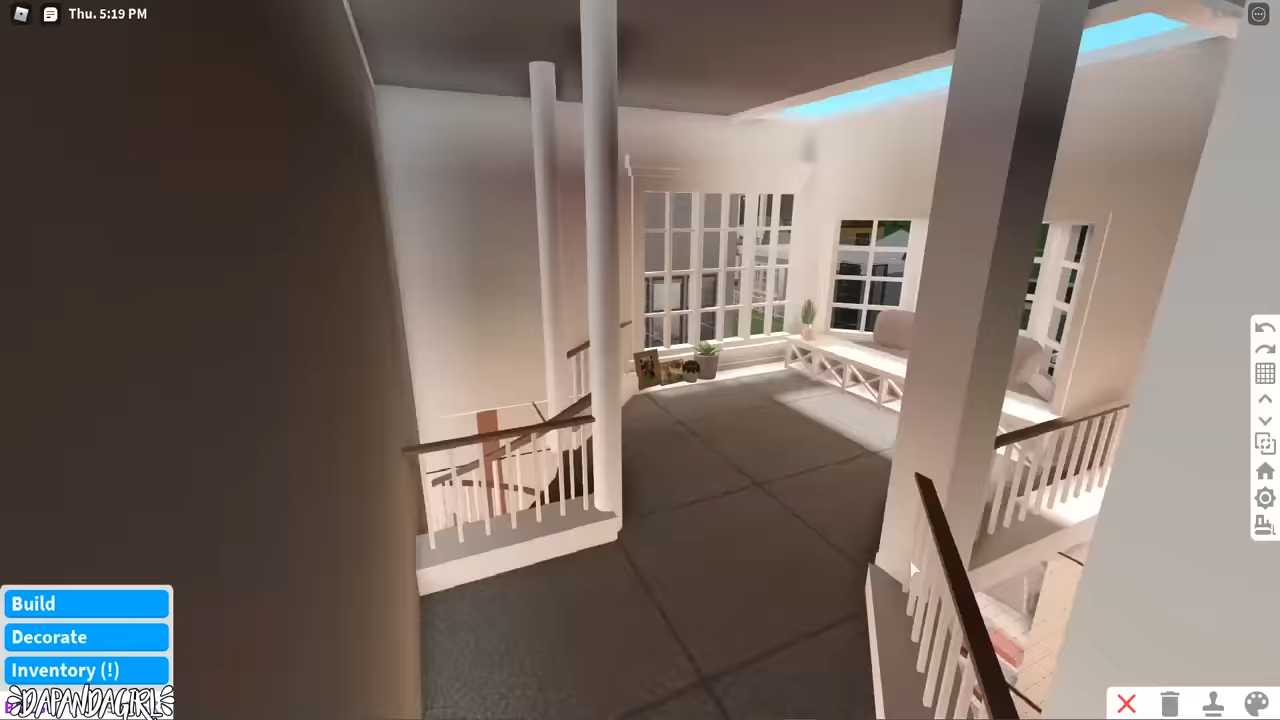 Thu. 5:19 PM
Build
Decorate
Inventory (!)
DAPANDAGIRL